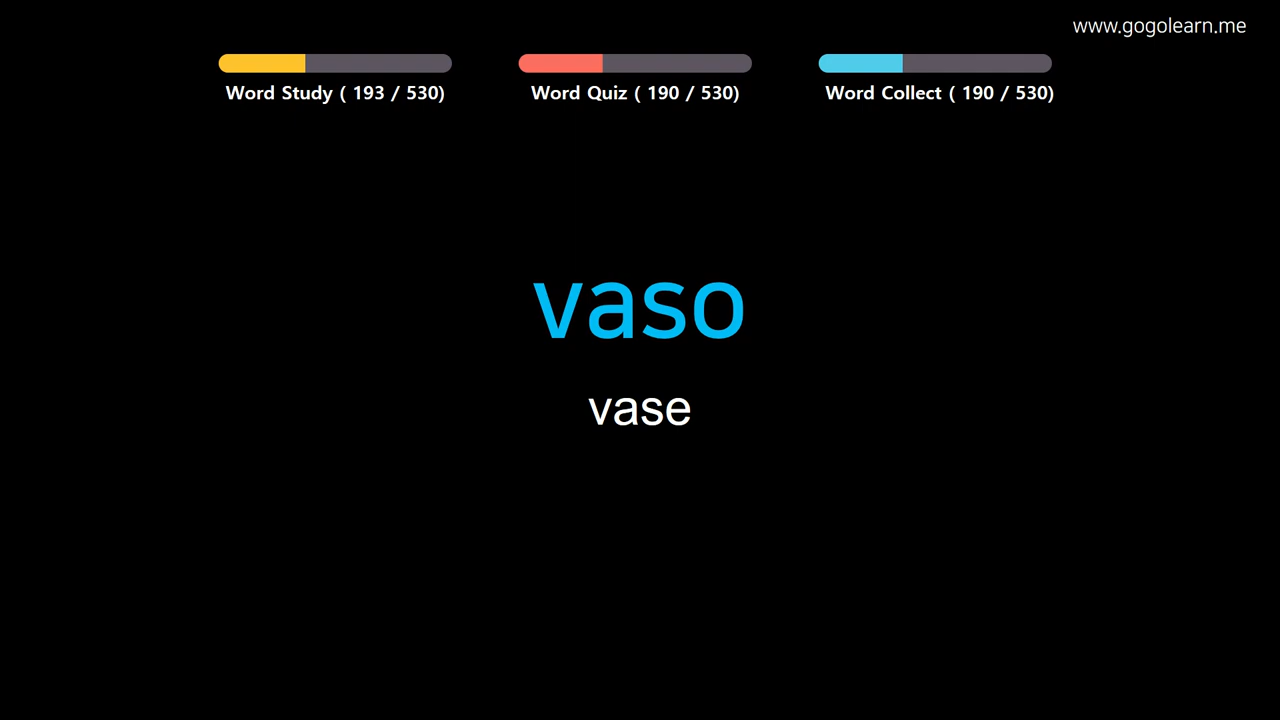 www.gogolearn.me
Word Study ( 193 / 530)
Word Quiz ( 190 / 530)
Word Collect ( 190 / 530)
vaso
vase